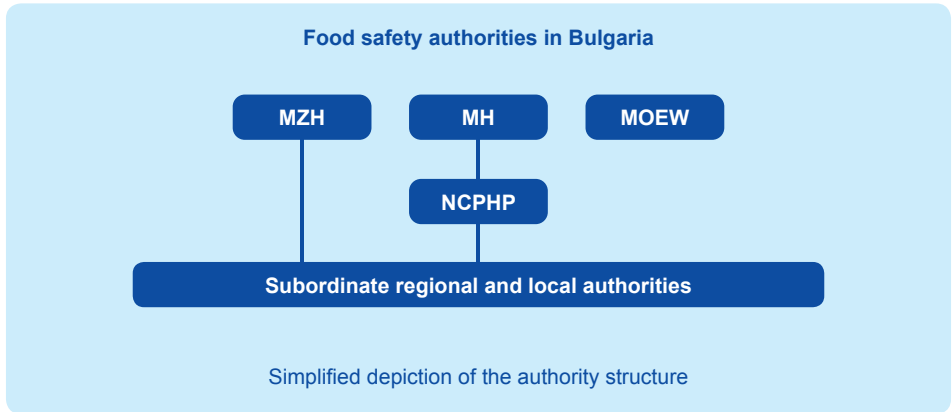 Food safety authorities in Bulgaria
MZH
MH
MOEW
NCPHP
Subordinate regional and local authorities
Simplified depiction of the authority structure